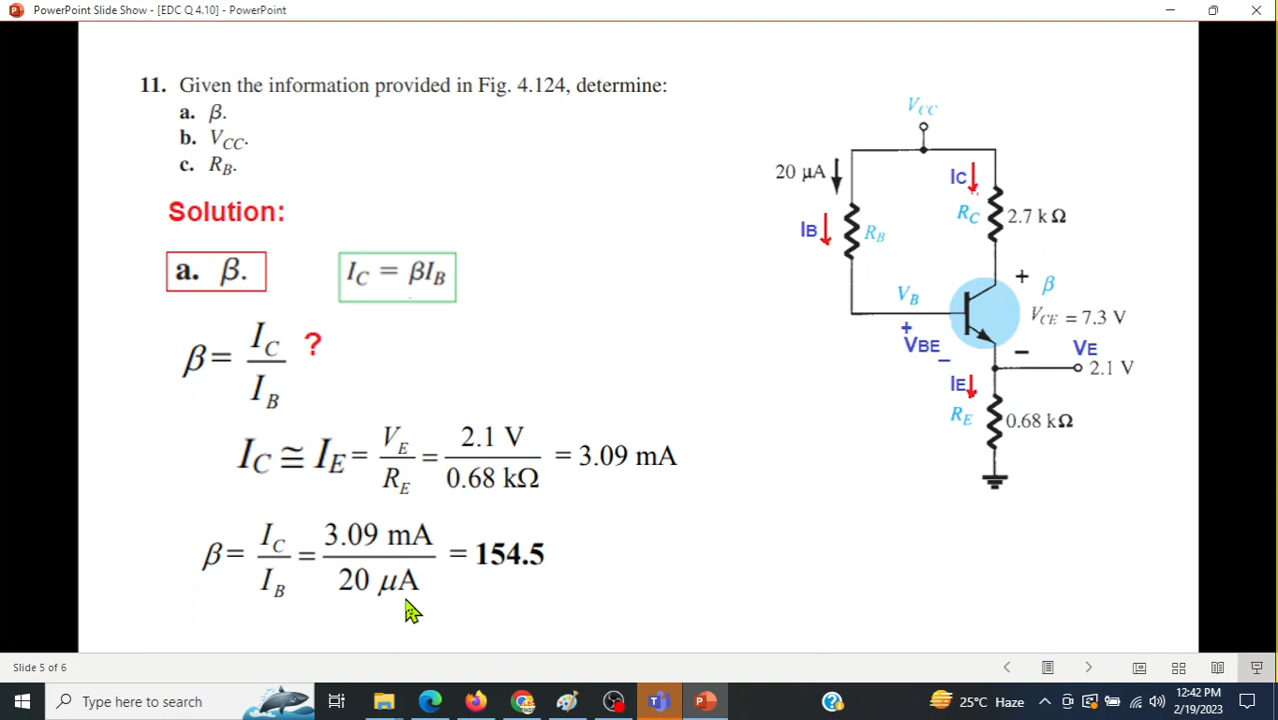 PowerPoint Slide Show - [EDC Q 4.10] - PowerPoint
11. Given the information provided in Fig. 4.124, determine:
a. β.
b. VCC.
c. RB.
Solution:
a. β.
IC = βIB
β = IC / IB ?
IC ≅ IE = VE / RE = 2.1 V / 0.68 kΩ = 3.09 mA
β = IC / IB = 3.09 mA / 20 μA = 154.5
VCC
20 μA
IC
RC
2.7 kΩ
IB
RB
VB
+
β
VCE = 7.3 V
+
VBE
–
–
VE
2.1 V
IE
RE
0.68 kΩ
Slide 5 of 6
Type here to search
25°C Haze
12:42 PM
2/19/2023